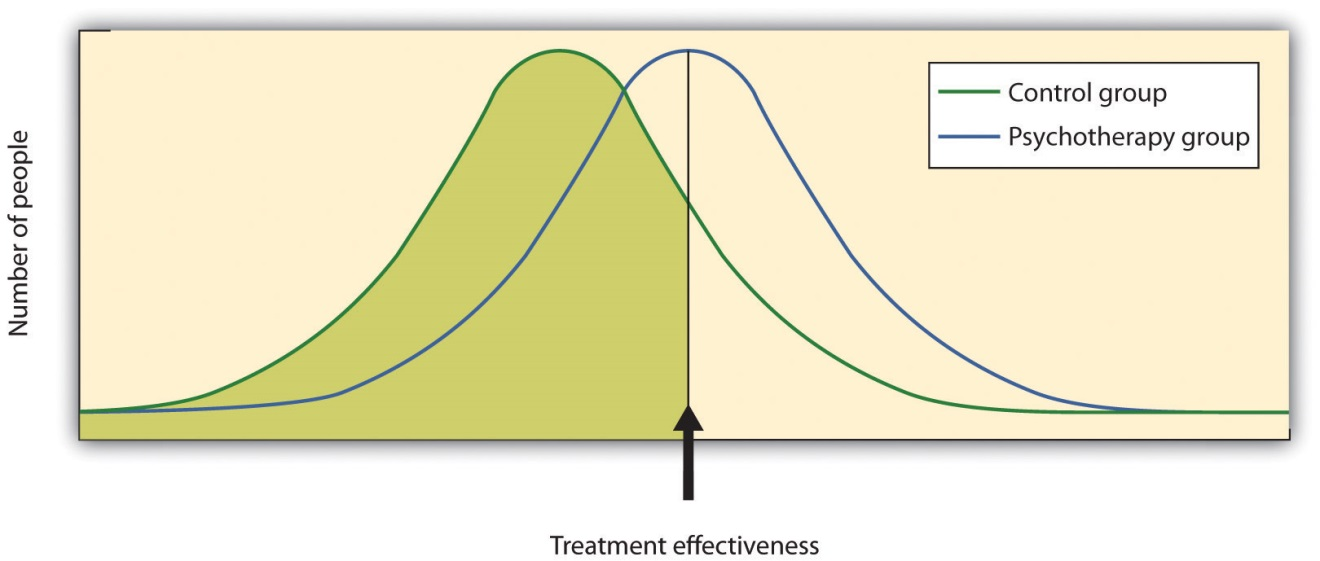 Number of people
Control group
Psychotherapy group
Treatment effectiveness